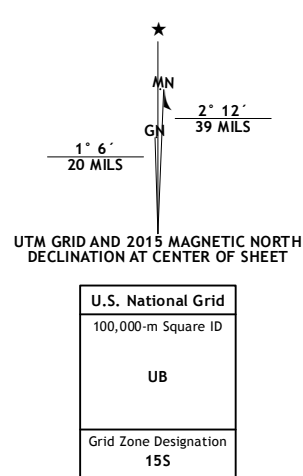 ★
MN
GN
2° 12´
39 MILS
1° 6´
20 MILS
UTM GRID AND 2015 MAGNETIC NORTH
DECLINATION AT CENTER OF SHEET
U.S. National Grid
100,000-m Square ID
UB
Grid Zone Designation
15S